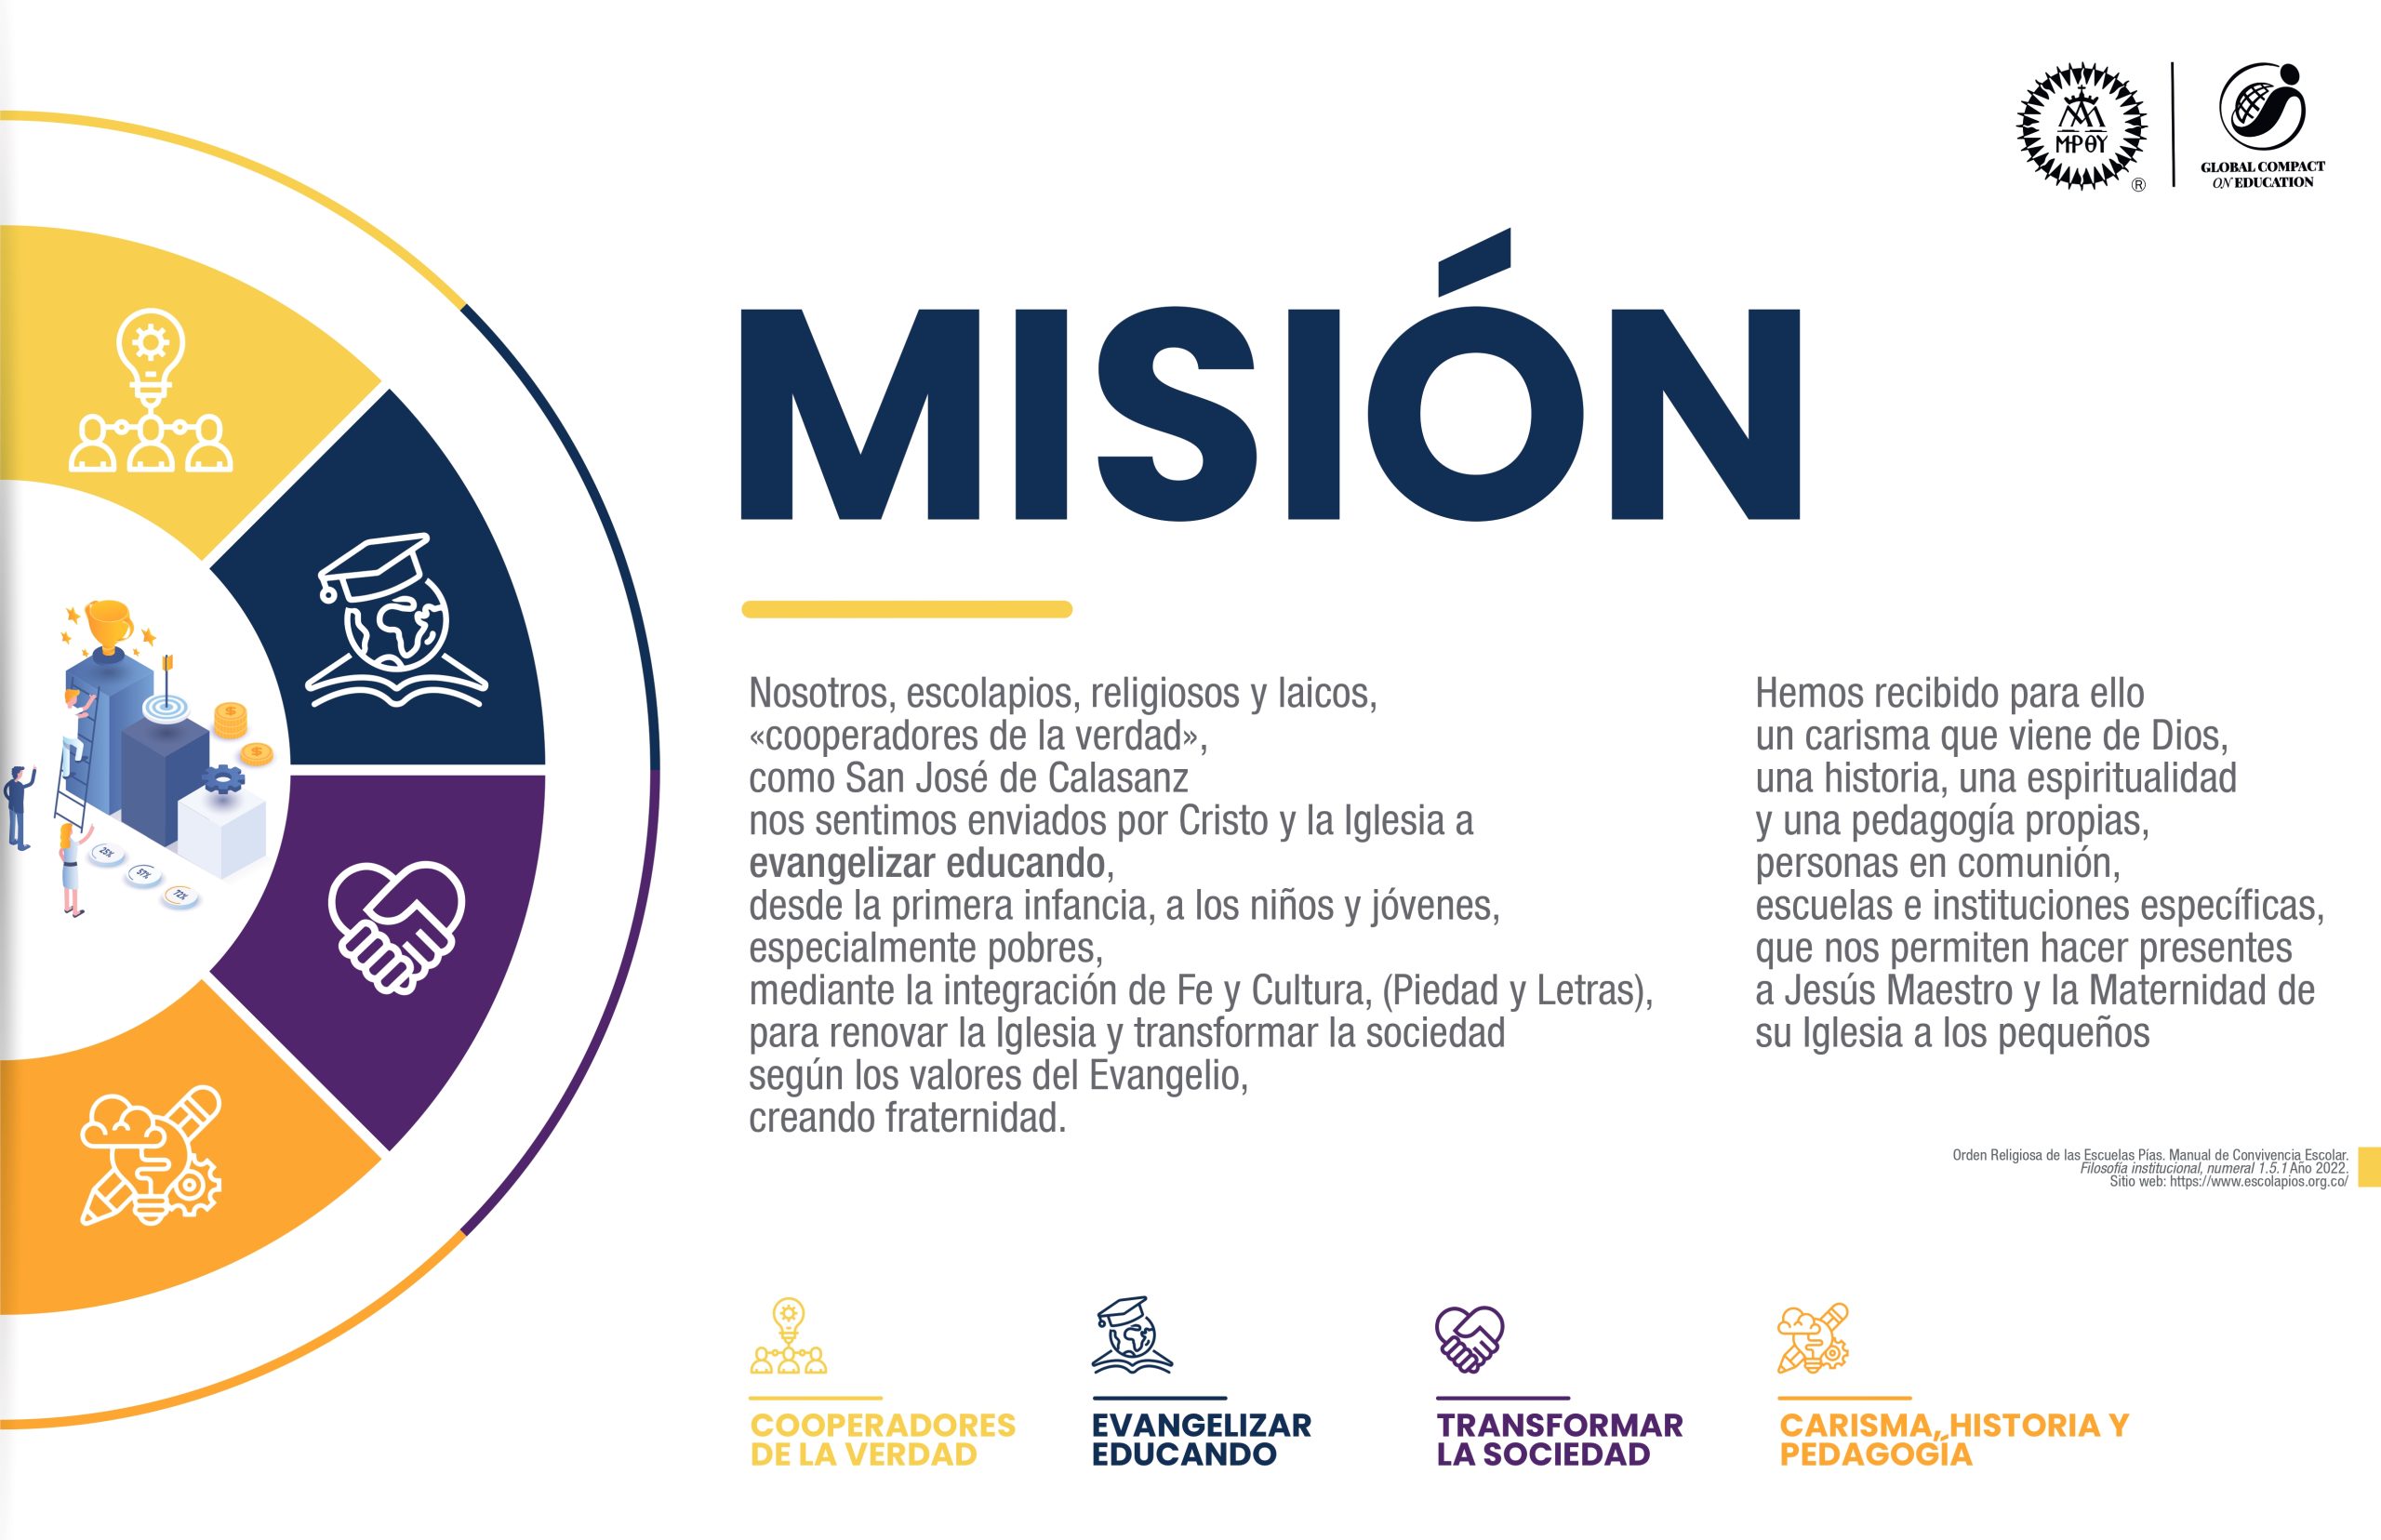 ΜΡΘΥ
®
GLOBAL COMPACT
ON EDUCATION
MISIÓN
Nosotros, escolapios, religiosos y laicos,
«cooperadores de la verdad»,
como San José de Calasanz
nos sentimos enviados por Cristo y la Iglesia a
evangelizar educando,
desde la primera infancia, a los niños y jóvenes,
especialmente pobres,
mediante la integración de Fe y Cultura, (Piedad y Letras),
para renovar la Iglesia y transformar la sociedad
según los valores del Evangelio,
creando fraternidad.
Hemos recibido para ello
un carisma que viene de Dios,
una historia, una espiritualidad
y una pedagogía propias,
personas en comunión,
escuelas e instituciones específicas,
que nos permiten hacer presentes
a Jesús Maestro y la Maternidad de
su Iglesia a los pequeños
25%
57%
72%
Orden Religiosa de las Escuelas Pías. Manual de Convivencia Escolar.
Filosofía institucional, numeral 1.5.1 Año 2022.
Sitio web: https://www.escolapios.org.co/
COOPERADORES
DE LA VERDAD
EVANGELIZAR
EDUCANDO
TRANSFORMAR
LA SOCIEDAD
CARISMA, HISTORIA Y
PEDAGOGÍA